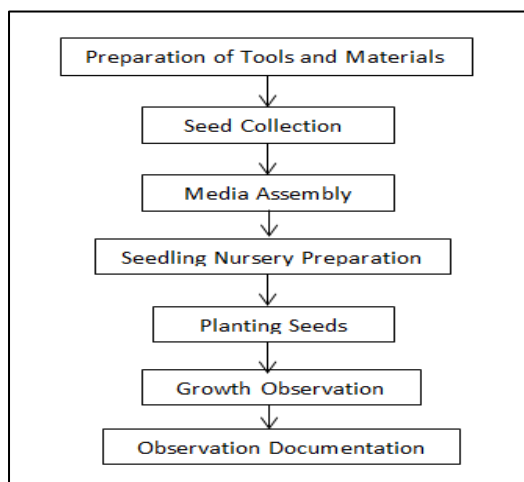 Preparation of Tools and Materials
Seed Collection
Media Assembly
Seedling Nursery Preparation
Planting Seeds
Growth Observation
Observation Documentation